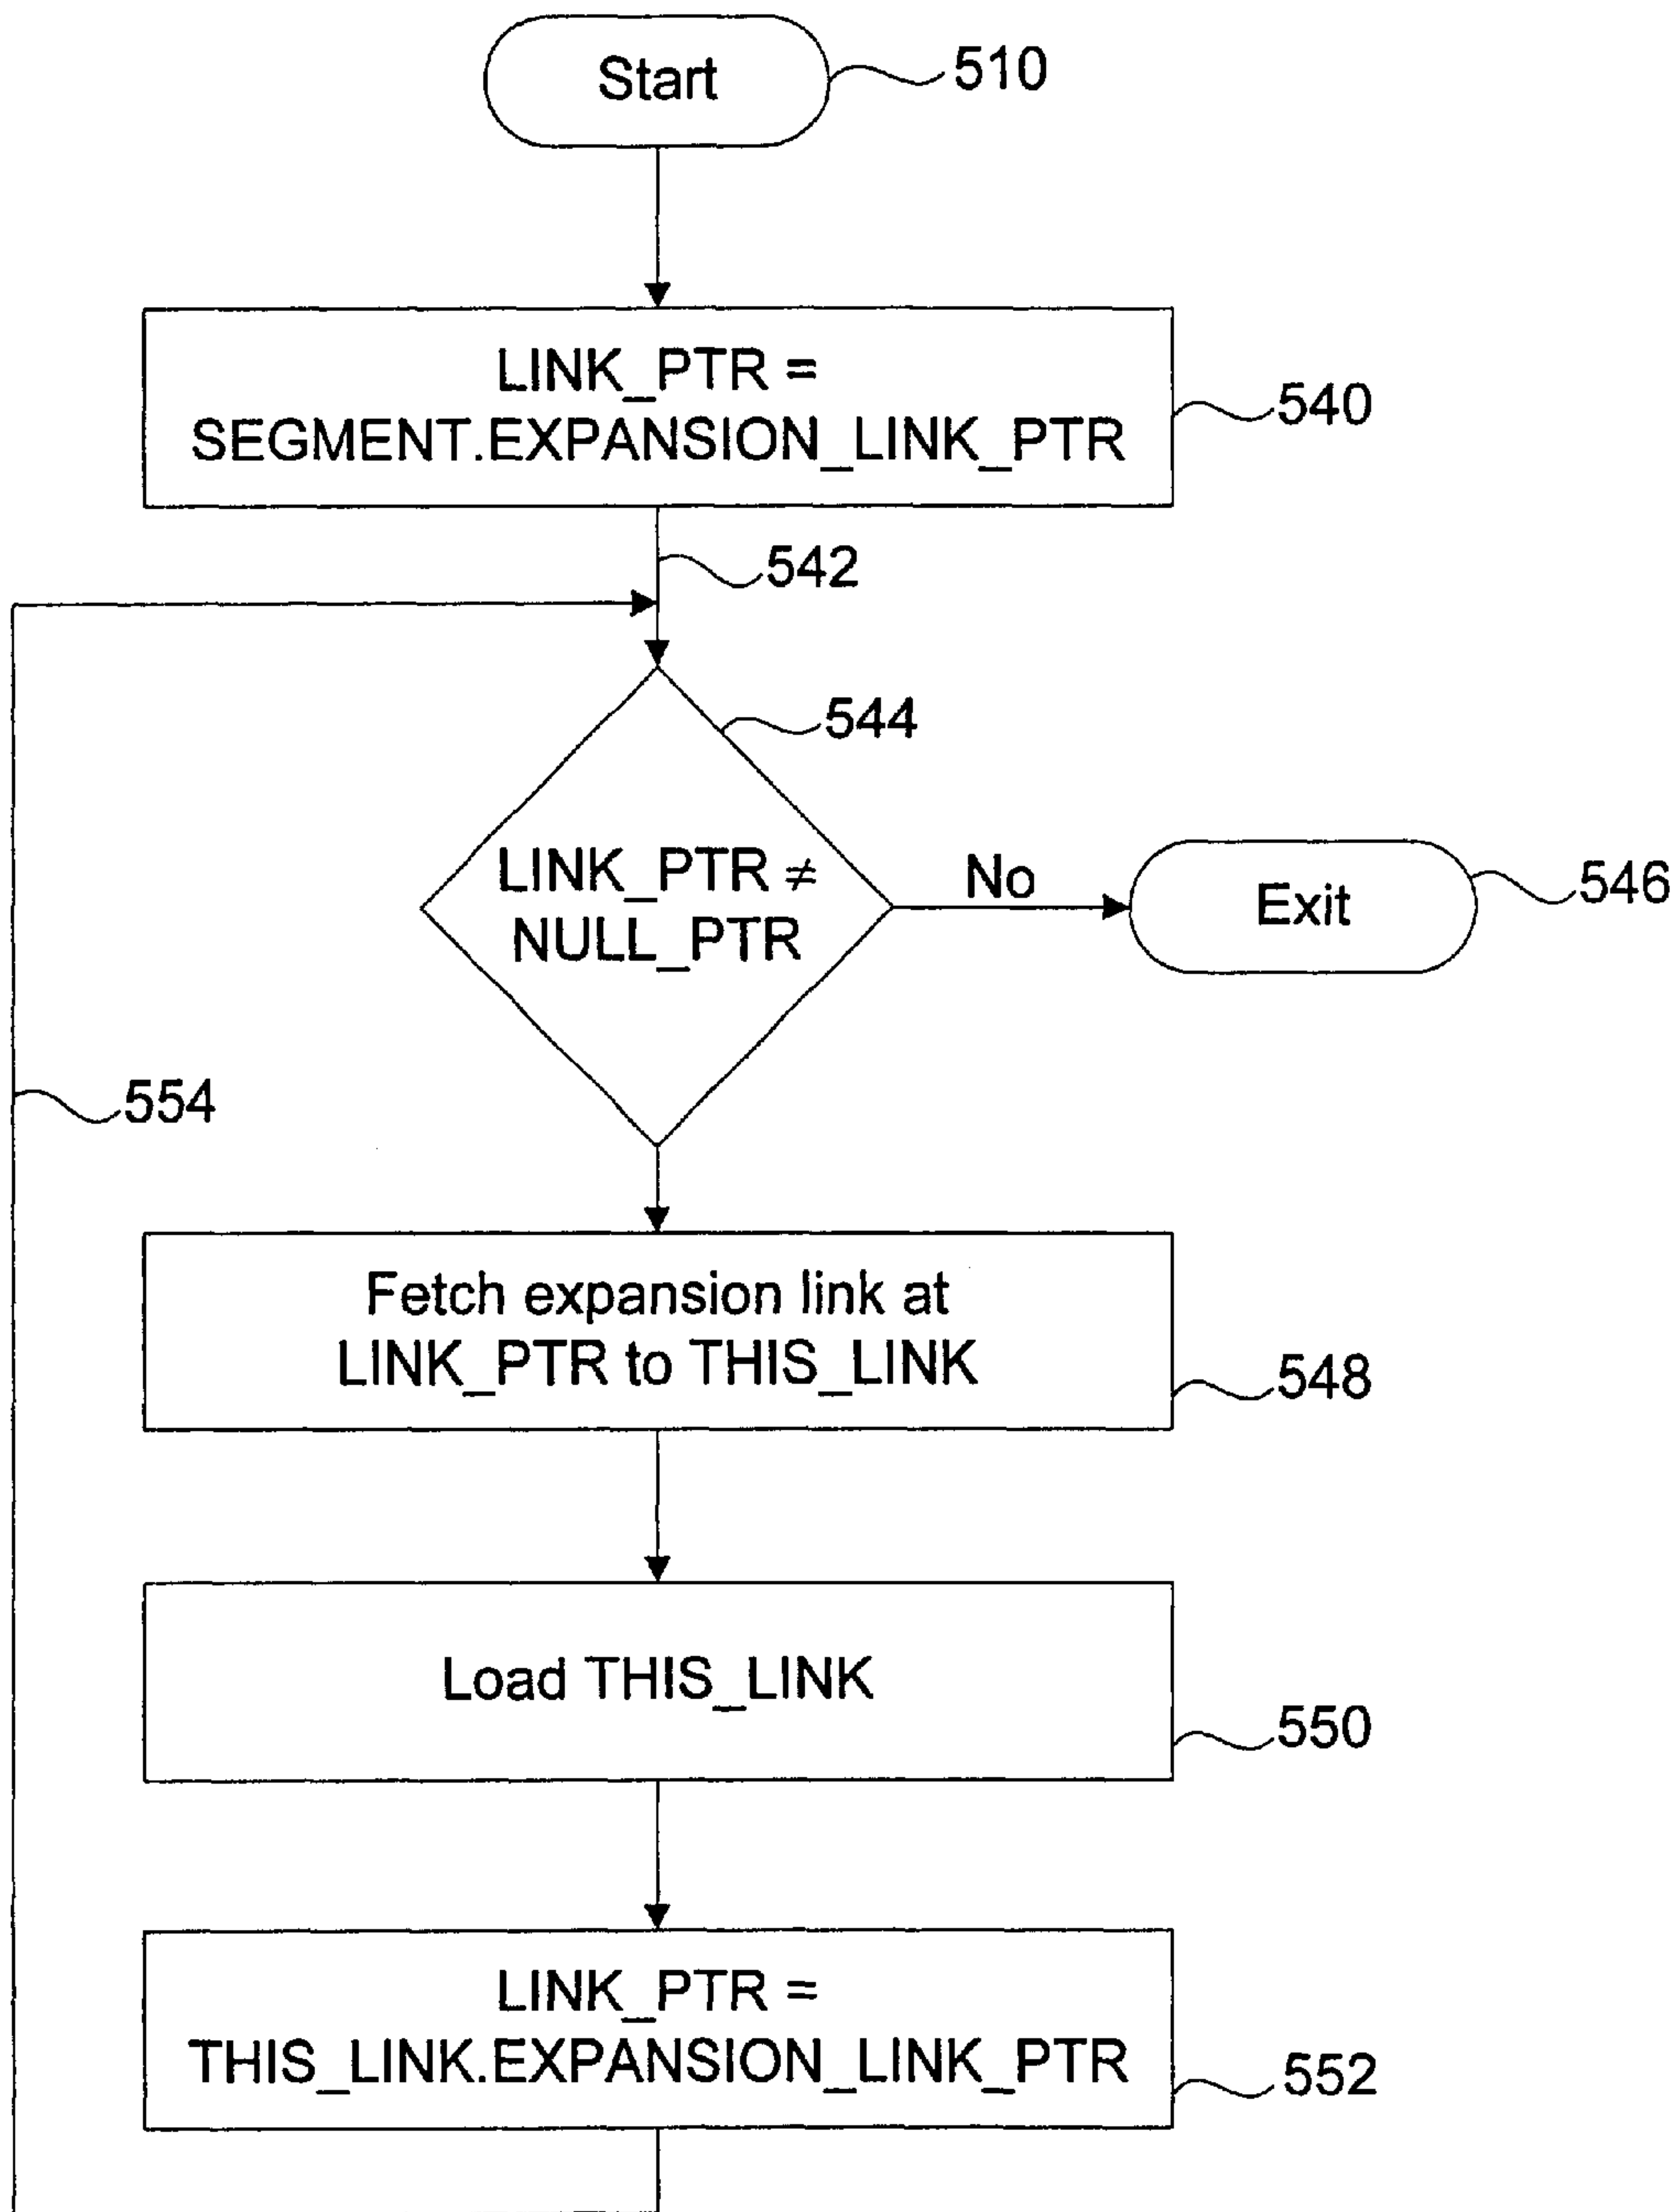 Start
510
LINK_PTR =
SEGMENT.EXPANSION_LINK_PTR
540
542
544
LINK_PTR ≠
NULL_PTR
No
Exit
546
554
Fetch expansion link at
LINK_PTR to THIS_LINK
548
Load THIS_LINK
550
LINK_PTR =
THIS_LINK.EXPANSION_LINK_PTR
552